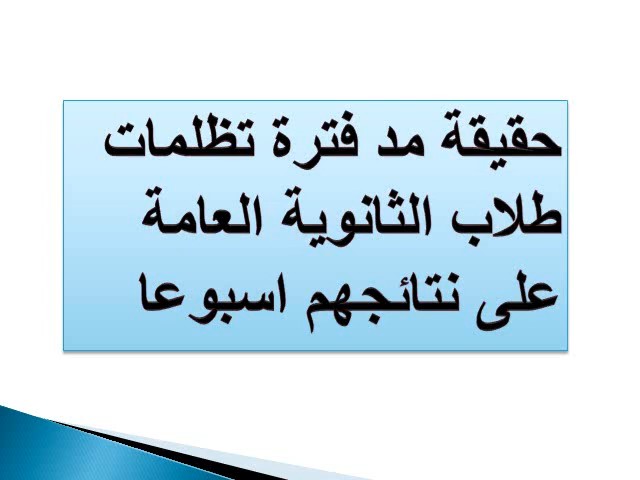 حقيقة مد فترة تظلمات
طلاب الثانوية العامة
على نتائجهم اسبوعا